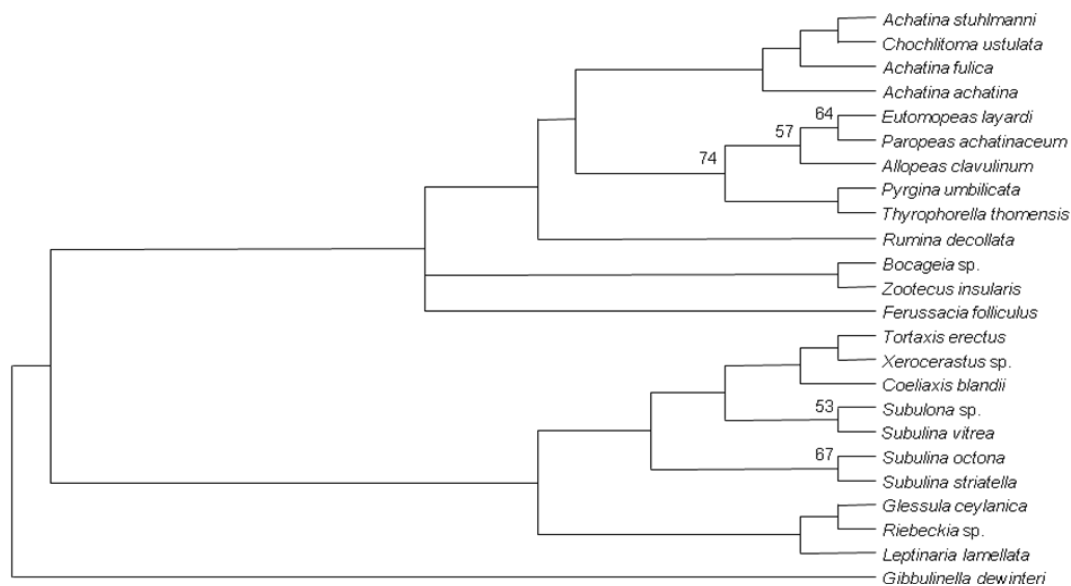 Achatina stuhlmanni
Chochlitoma ustulata
Achatina fulica
Achatina achatina
64
Eutomopeas layardi
57
Paropeas achatinaceum
74
Allopeas clavulinum
Pyrgina umbilicata
Thyrophorella thomensis
Rumina decollata
Bocageia sp.
Zootecus insularis
Ferussacia folliculus
Tortaxis erectus
Xerocerastus sp.
Coeliaxis blandii
53
Subulona sp.
Subulina vitrea
67
Subulina octona
Subulina striatella
Glessula ceylanica
Riebeckia sp.
Leptinaria lamellata
Gibbulinella dewinteri